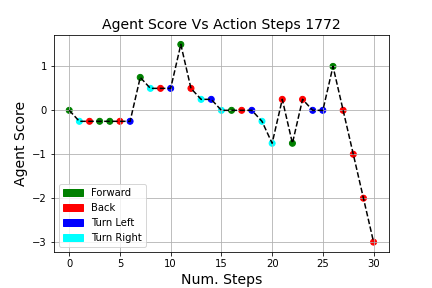 Agent Score Vs Action Steps 1772
Agent Score
1
0
−1
−2
−3
Forward
Back
Turn Left
Turn Right
0 5 10 15 20 25 30
Num. Steps